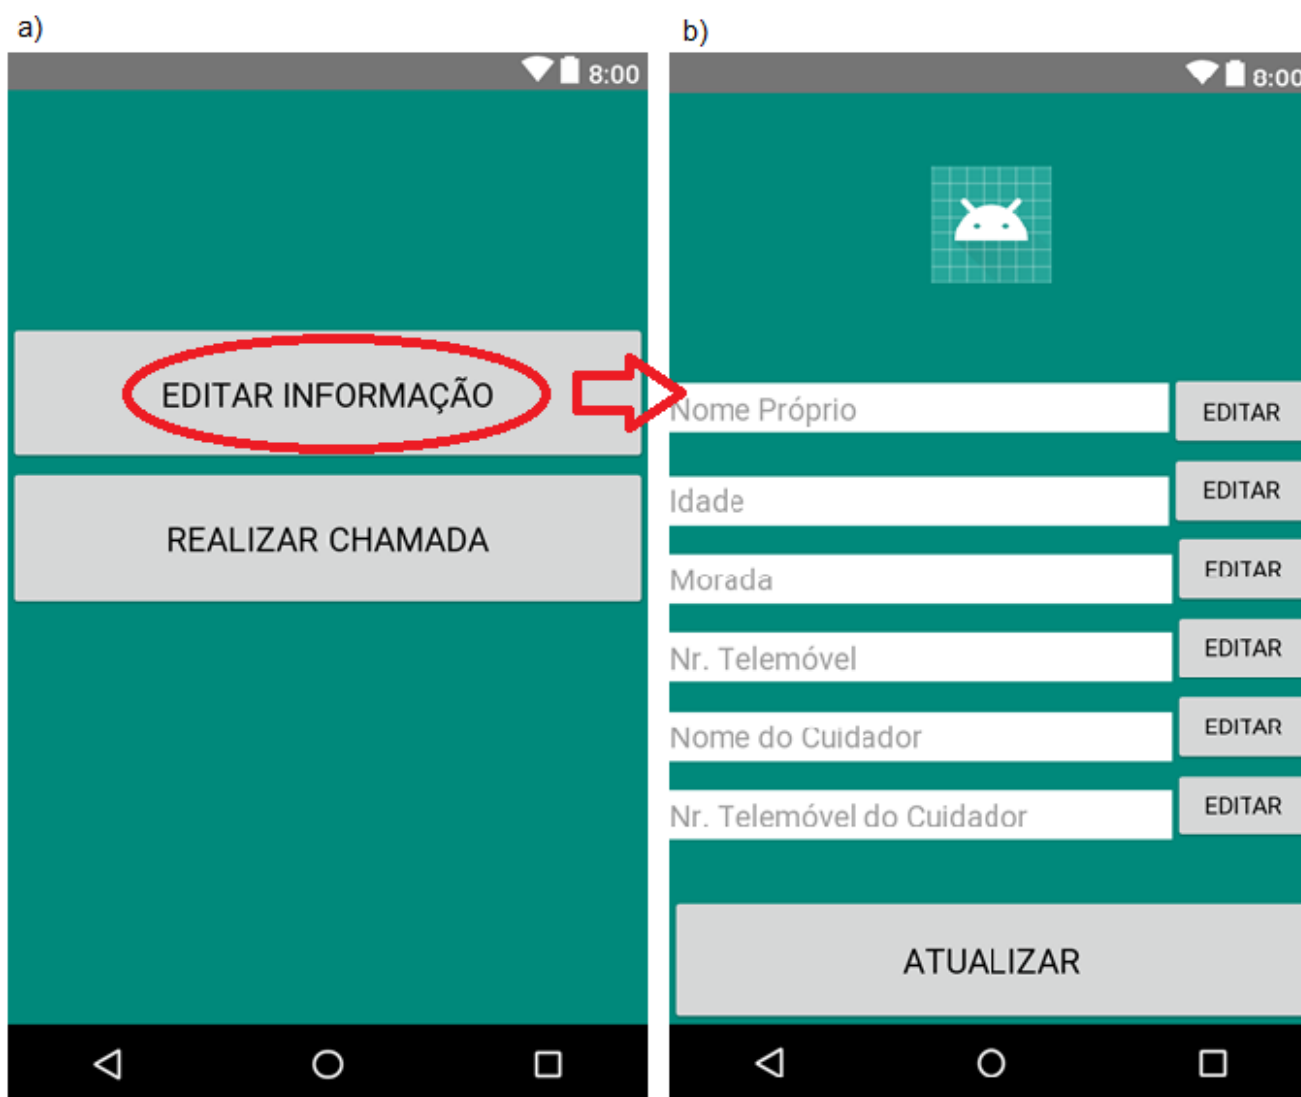 a)
8:00
EDITAR INFORMAÇÃO
REALIZAR CHAMADA
b)
8:00
Nome Próprio
EDITAR
Idade
EDITAR
Morada
EDITAR
Nr. Telemóvel
EDITAR
Nome do Cuidador
EDITAR
Nr. Telemóvel do Cuidador
EDITAR
ATUALIZAR